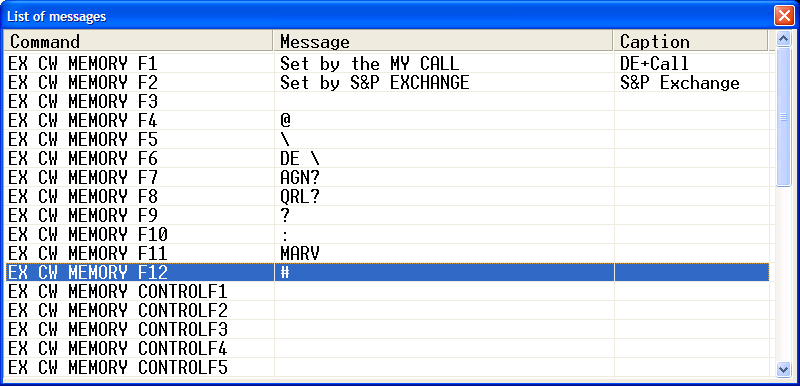 List of messages
Command Message Caption
EX CW MEMORY F1 Set by the MY CALL DE+Call
EX CW MEMORY F2 Set by S&P EXCHANGE S&P Exchange
EX CW MEMORY F3
EX CW MEMORY F4 @
EX CW MEMORY F5 \
EX CW MEMORY F6 DE \
EX CW MEMORY F7 AGN?
EX CW MEMORY F8 QRL?
EX CW MEMORY F9 ?
EX CW MEMORY F10 :
EX CW MEMORY F11 MARV
EX CW MEMORY F12 #
EX CW MEMORY CONTROLF1
EX CW MEMORY CONTROLF2
EX CW MEMORY CONTROLF3
EX CW MEMORY CONTROLF4
EX CW MEMORY CONTROLF5